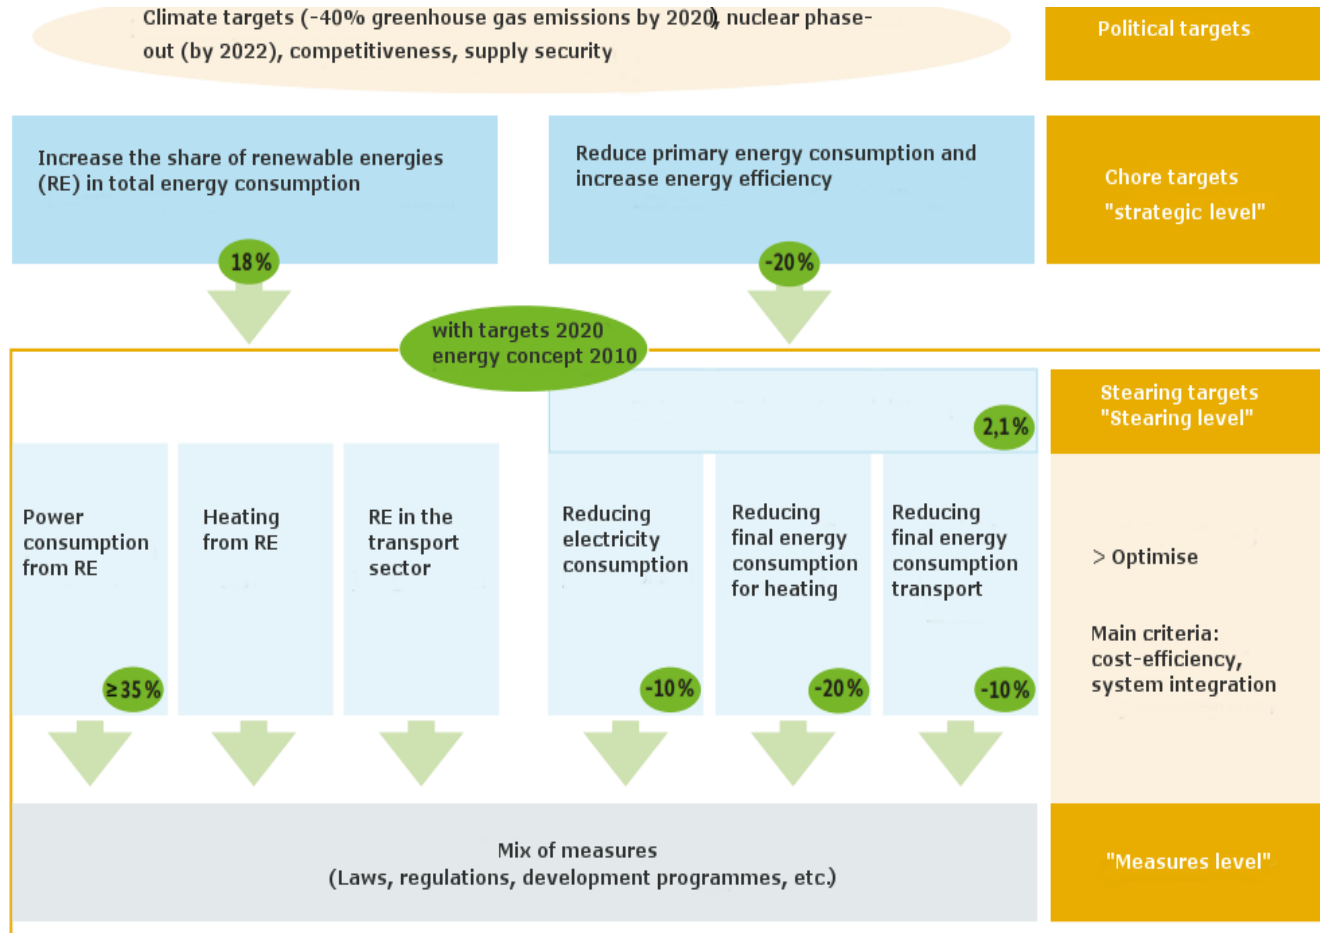 Climate targets (-40% greenhouse gas emissions by 2020), nuclear phase-
out (by 2022), competitiveness, supply security
Political targets
Increase the share of renewable energies
(RE) in total energy consumption
18%
Reduce primary energy consumption and
increase energy efficiency
-20%
Chore targets
"strategic level"
with targets 2020
energy concept 2010
2,1%
Stearing targets
"Stearing level"
Power
consumption
from RE
≥35%
Heating
from RE
RE in the
transport
sector
Reducing
electricity
consumption
-10%
Reducing
final energy
consumption
for heating
-20%
Reducing
final energy
consumption
transport
-10%
> Optimise
Main criteria:
cost-efficiency,
system integration
Mix of measures
(Laws, regulations, development programmes, etc.)
"Measures level"